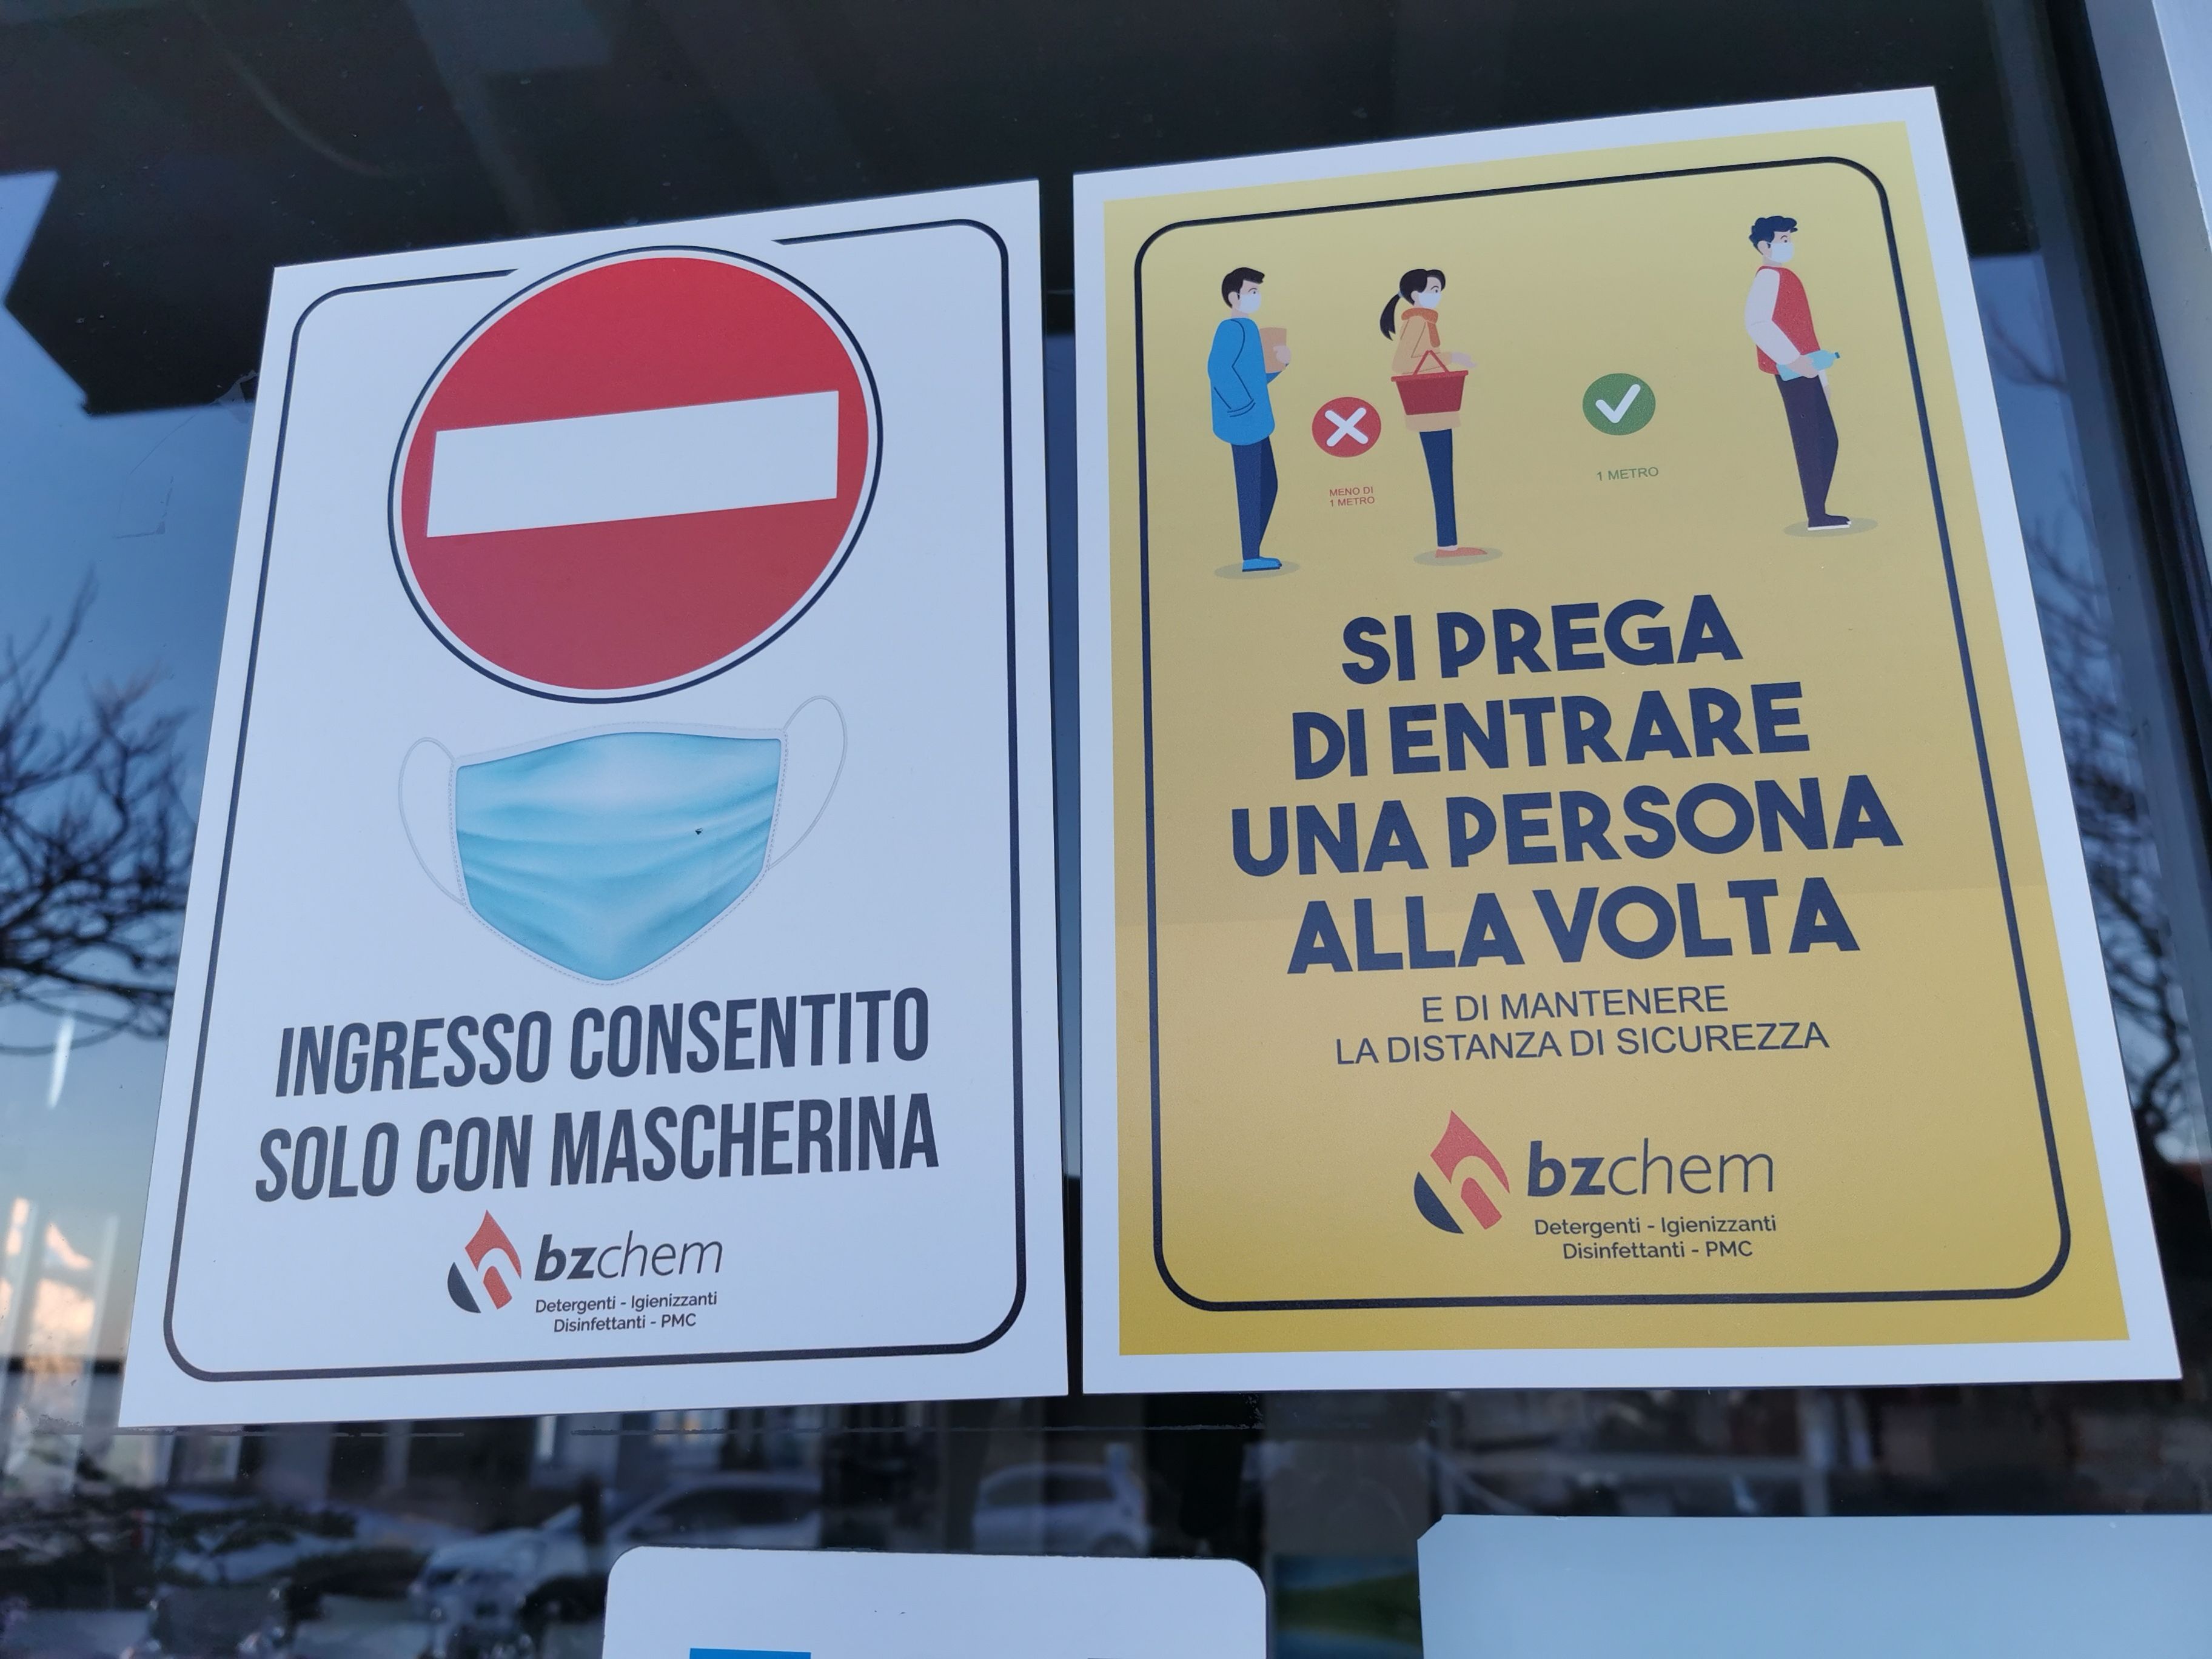 INGRESSO CONSENTITO
SOLO CON MASCHERINA
bzchem
Detergenti - Igienizzanti
Disinfettanti - PMC
MENO DI
1 METRO
1 METRO
SI PREGA
DI ENTRARE
UNA PERSONA
ALLA VOLTA
E DI MANTENERE
LA DISTANZA DI SICUREZZA
bzchem
Detergenti - Igienizzanti
Disinfettanti - PMC